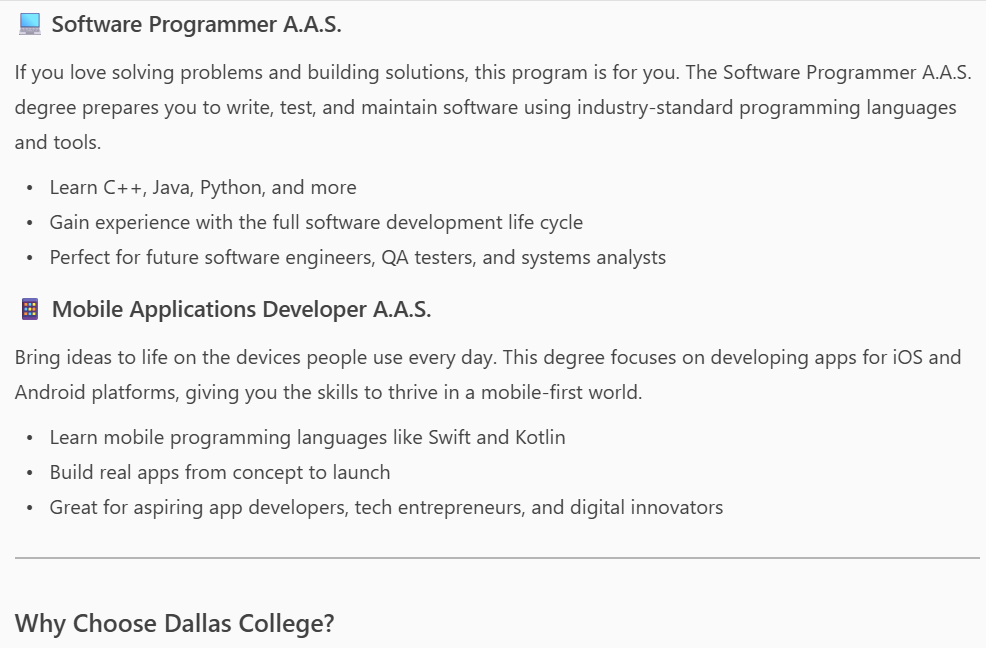 Software Programmer A.A.S.
If you love solving problems and building solutions, this program is for you. The Software Programmer A.A.S.
degree prepares you to write, test, and maintain software using industry-standard programming languages
and tools.
• Learn C++, Java, Python, and more
• Gain experience with the full software development life cycle
• Perfect for future software engineers, QA testers, and systems analysts
Mobile Applications Developer A.A.S.
Bring ideas to life on the devices people use every day. This degree focuses on developing apps for iOS and
Android platforms, giving you the skills to thrive in a mobile-first world.
• Learn mobile programming languages like Swift and Kotlin
• Build real apps from concept to launch
• Great for aspiring app developers, tech entrepreneurs, and digital innovators
Why Choose Dallas College?